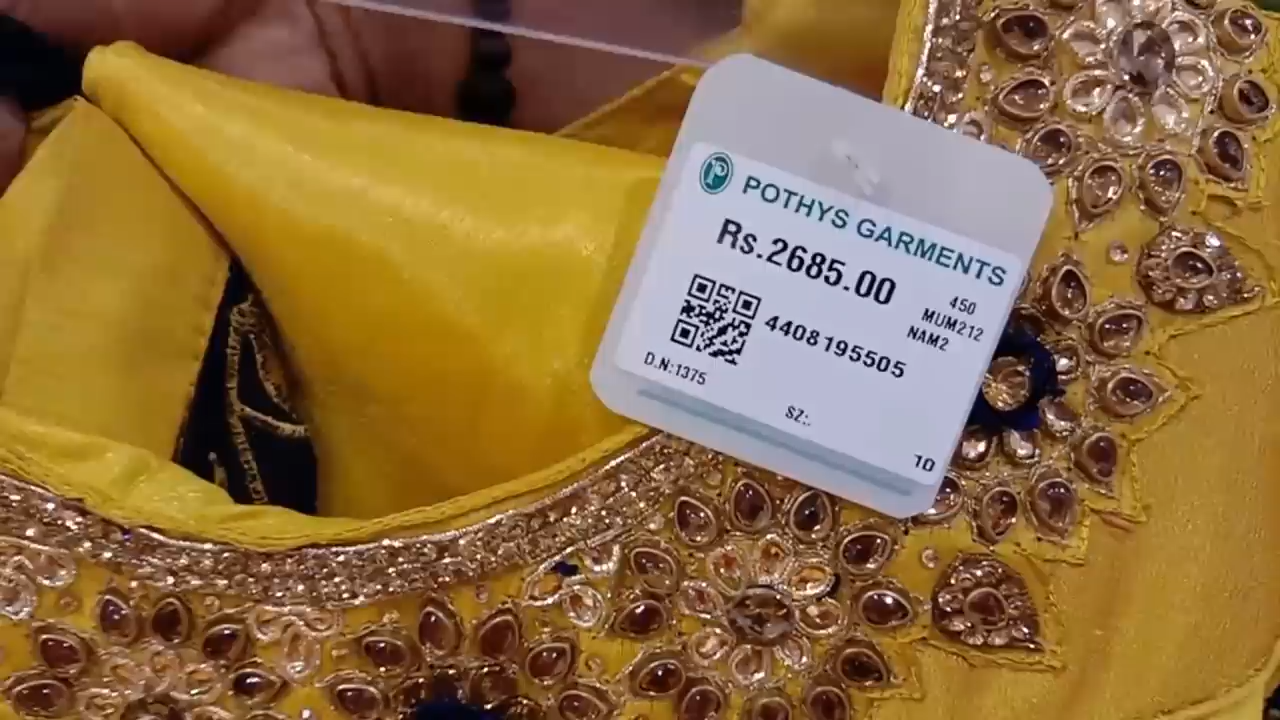 P POTHYS GARMENTS
Rs.2685.00
450
MUM212
NAM2
4408195505
D.N:1375
SZ:.
10